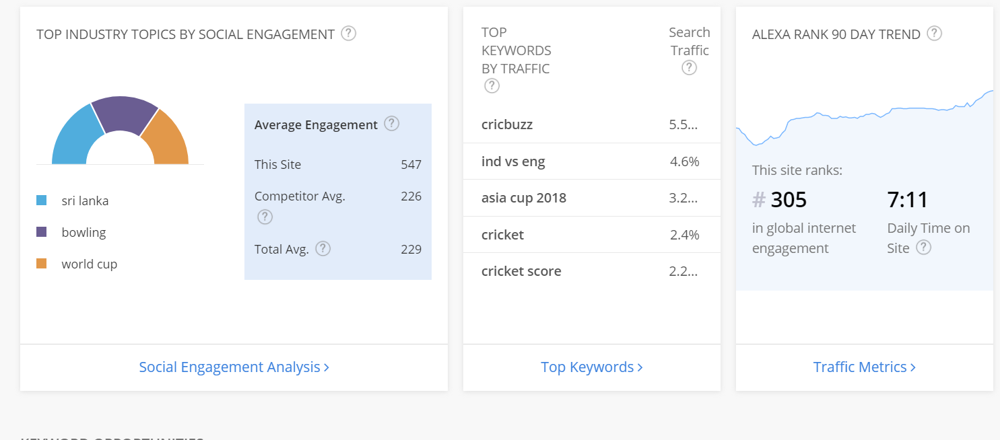 TOP INDUSTRY TOPICS BY SOCIAL ENGAGEMENT ?
sri lanka
bowling
world cup
Average Engagement ?
This Site 547
Competitor Avg. 226
?
Total Avg. ? 229
Social Engagement Analysis >
TOP
KEYWORDS
BY TRAFFIC
?
Search
Traffic
?
cricbuzz 5.5...
ind vs eng 4.6%
asia cup 2018 3.2...
cricket 2.4%
cricket score 2.2...
Top Keywords >
ALEXA RANK 90 DAY TREND ?
This site ranks:
# 305
in global internet
engagement
7:11
Daily Time on
Site ?
Traffic Metrics >
KEYWORD OPPORTUNITIES